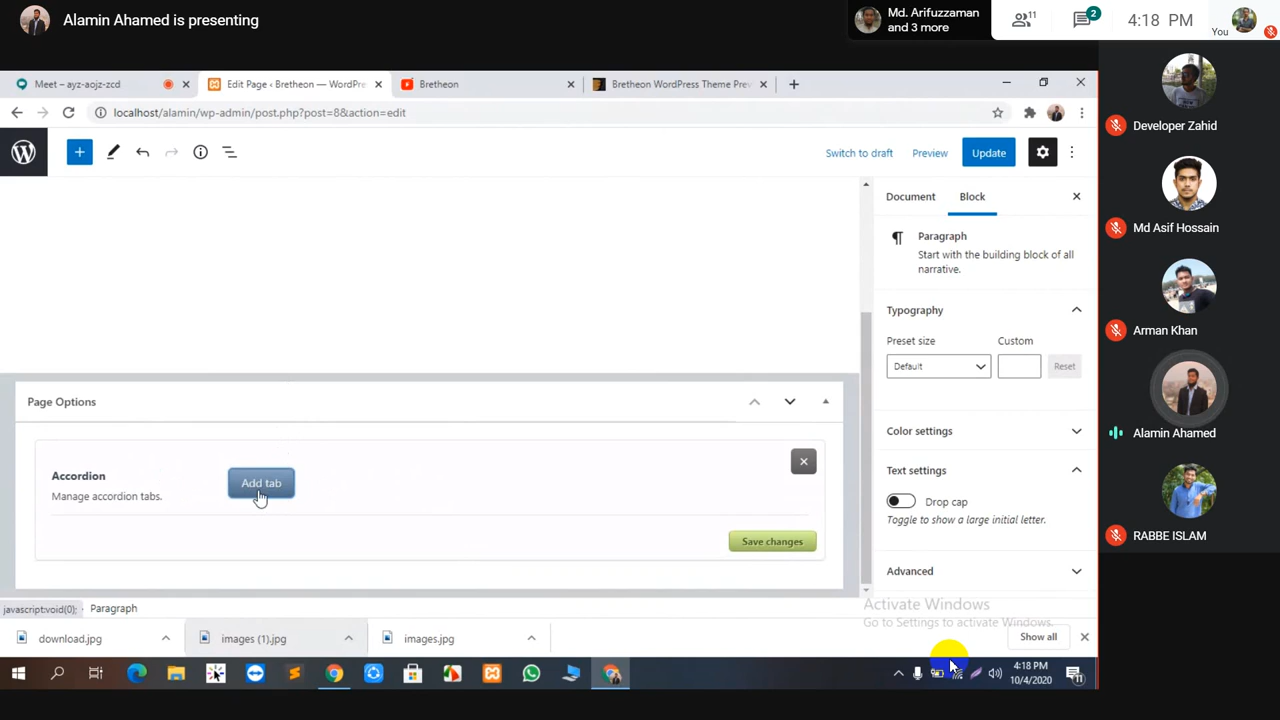 Alamin Ahamed is presenting
Md. Arifuzzaman
and 3 more
11
2
4:18 PM
You
Meet – ayz-aojz-zcd
Edit Page ‹ Bretheon — WordPre
Bretheon
Bretheon WordPress Theme Prev
localhost/alamin/wp-admin/post.php?post=8&action=edit
Switch to draft
Preview
Update
Document
Block
Paragraph
Start with the building block of all
narrative.
Typography
Preset size
Custom
Default
Reset
Color settings
Text settings
Drop cap
Toggle to show a large initial letter.
Advanced
Page Options
Accordion
Manage accordion tabs.
Add tab
Save changes
javascript:void(0);
Paragraph
Activate Windows
Go to Settings to activate Windows.
download.jpg
images (1).jpg
images.jpg
Show all
4:18 PM
10/4/2020
Developer Zahid
Md Asif Hossain
Arman Khan
Alamin Ahamed
RABBE ISLAM